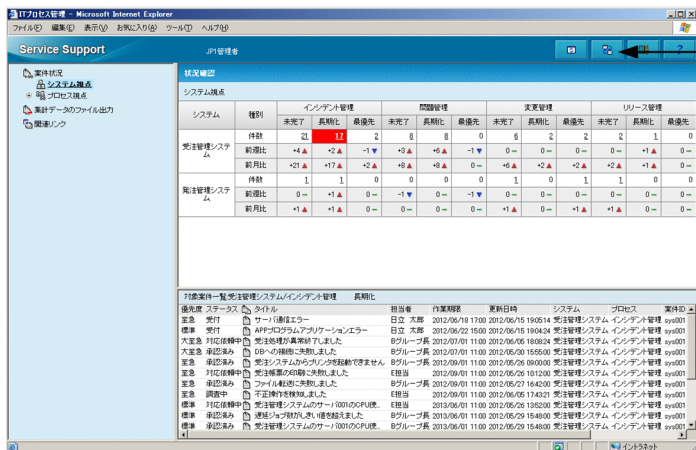 ITプロセス管理 - Microsoft Internet Explorer
ファイル(F) 編集(E) 表示(V) お気に入り(A) ツール(T) ヘルプ(H)
Service Support JP1管理者 ?
案件状況
システム視点
プロセス視点
集計データのファイル出力
関連リンク
状況確認
システム視点
システム 種別 インシデント管理 問題管理 変更管理 リリース管理
未完了 長期化 最優先 未完了 長期化 最優先 未完了 長期化 最優先 未完了 長期化 最優先
受注管理システム
件数 21 17 2 8 8 0 6 2 2 2 1 0
前週比 +4▲ +2▲ -1▼ +3▲ +6▲ -1▼ 0- 0- 0- 0- +1▲ 0-
前月比 +21▲ +17▲ +2▲ +8▲ +8▲ 0- +6▲ +2▲ +2▲ +2▲ +1▲ 0-
発注管理システム
件数 1 1 0 0 0 0 1 0 1 1 0 0
前週比 0- +1▲ 0- -1▼ 0- -1▼ 0- 0- 0- 0- 0- 0-
前月比 +1▲ +1▲ 0- 0- 0- 0- +1▲ 0- +1▲ +1▲ 0- 0-
対象案件一覧:受注管理システム/インシデント管理 長期化
優先度 ステータス タイトル 担当者 作業期限 更新日時 システム プロセス 案件ID
至急 受付 サーバ通信エラー 日立 太郎 2012/06/18 17:00 2012/06/15 19:05:14 受注管理システム インシデント管理 sys001
標準 受付 APPプログラムアプリケーションエラー 日立 太郎 2012/06/22 15:00 2012/06/15 19:04:24 受注管理システム インシデント管理 sys001
大至急 対応依頼中 受注処理が異常終了しました Bグループ長 2012/07/01 11:00 2012/06/05 18:00:00 受注管理システム インシデント管理 sys001
大至急 承認済み DBへの接続に失敗しました Bグループ長 2012/07/01 11:00 2012/06/05 15:55:00 受注管理システム インシデント管理 sys001
至急 承認済み 受注システムからプリンタを起動できません Bグループ長 2012/09/01 11:00 2012/05/26 09:00:00 受注管理システム インシデント管理 sys001
至急 対応依頼中 受注帳票の印刷に失敗しました E担当 2012/09/01 11:00 2012/05/26 10:12:00 受注管理システム インシデント管理 sys001
至急 承認済み ファイル転送に失敗しました Bグループ長 2012/09/01 11:00 2012/05/27 16:42:00 受注管理システム インシデント管理 sys001
至急 調査中 不正操作を検知しました E担当 2012/09/01 11:00 2012/06/05 17:43:21 受注管理システム インシデント管理 sys001
標準 対応依頼中 受注管理システムのサーバ001のCPU使.. E担当 2013/06/01 11:00 2012/05/26 13:52:00 受注管理システム インシデント管理 sys001
標準 承認済み 遅延ジョブ数がしきい値を超えました Bグループ長 2013/06/01 11:00 2012/05/29 15:48:00 受注管理システム インシデント管理 sys001
標準 承認済み 受注管理システムのサーバ001のCPU使.. Bグループ長 2013/06/01 11:00 2012/05/29 15:48:00 受注管理システム インシデント管理 sys001
イントラネット